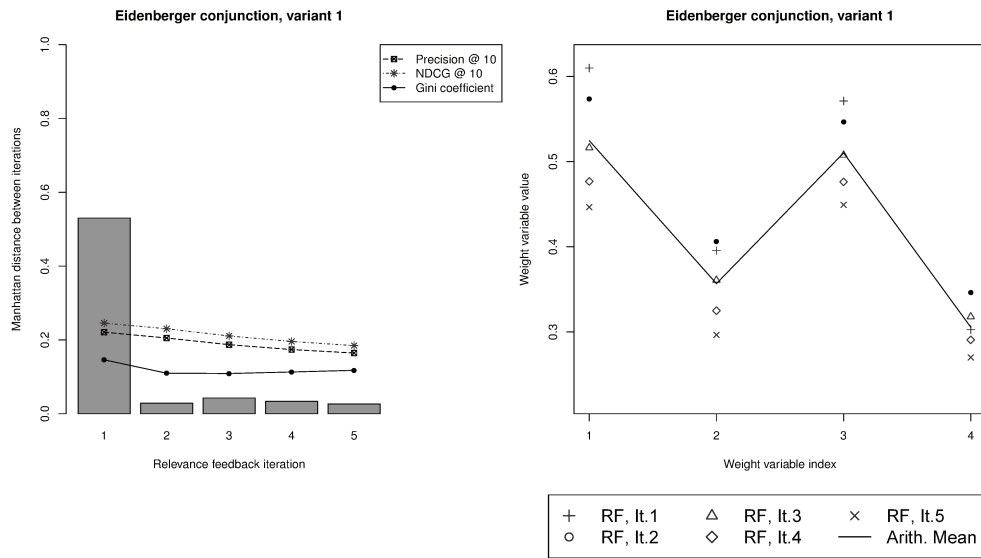 Eidenberger conjunction, variant 1
Manhattan distance between iterations
1.0
0.8
0.6
0.4
0.2
0.0
Precision @ 10
NDCG @ 10
Gini coefficient
1 2 3 4 5
Relevance feedback iteration
Eidenberger conjunction, variant 1
Weight variable value
0.6
0.5
0.4
0.3
1 2 3 4
Weight variable index
RF, It.1 RF, It.3 RF, It.5
RF, It.2 RF, It.4 Arith. Mean